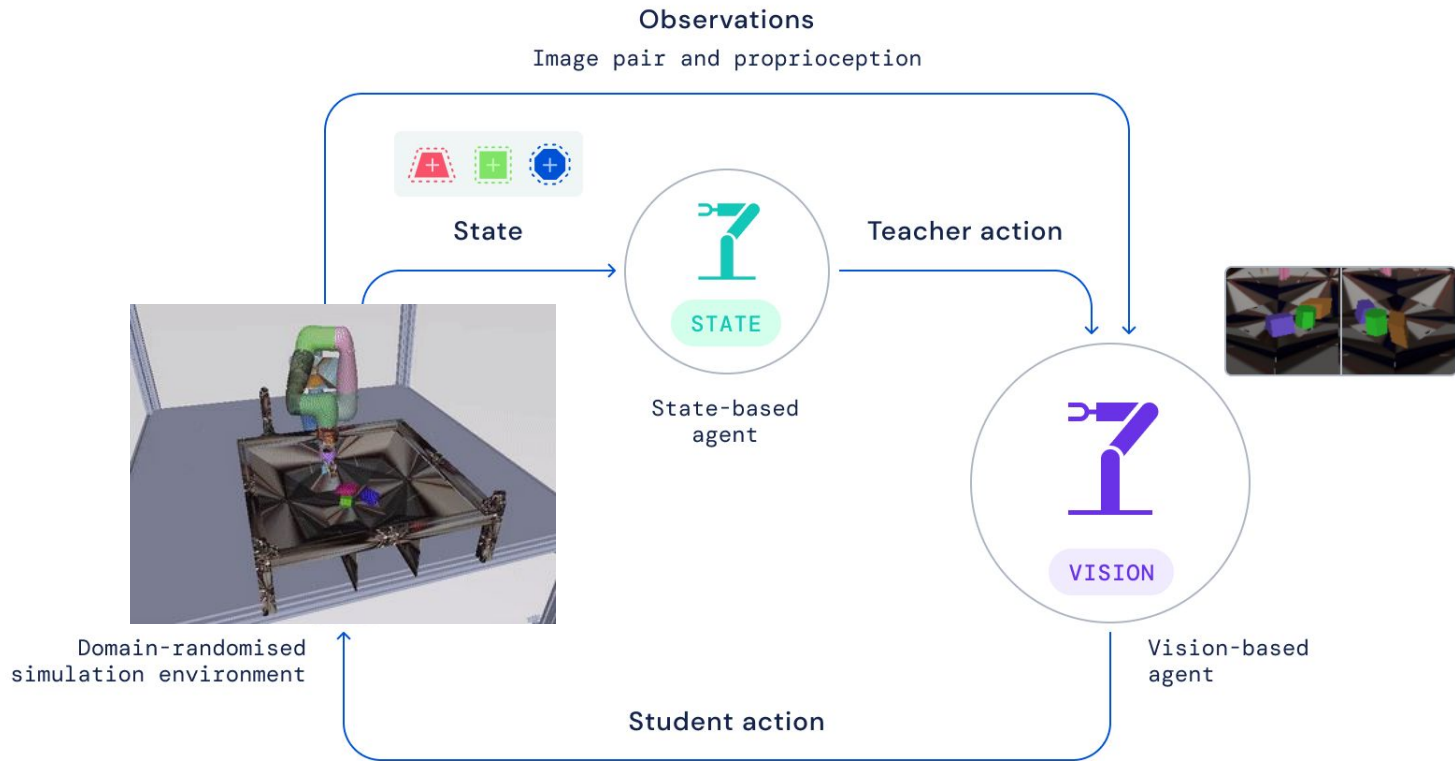 Observations
Image pair and proprioception
State
Teacher action
STATE
State-based
agent
VISION
Domain-randomised
simulation environment
Vision-based
agent
Student action